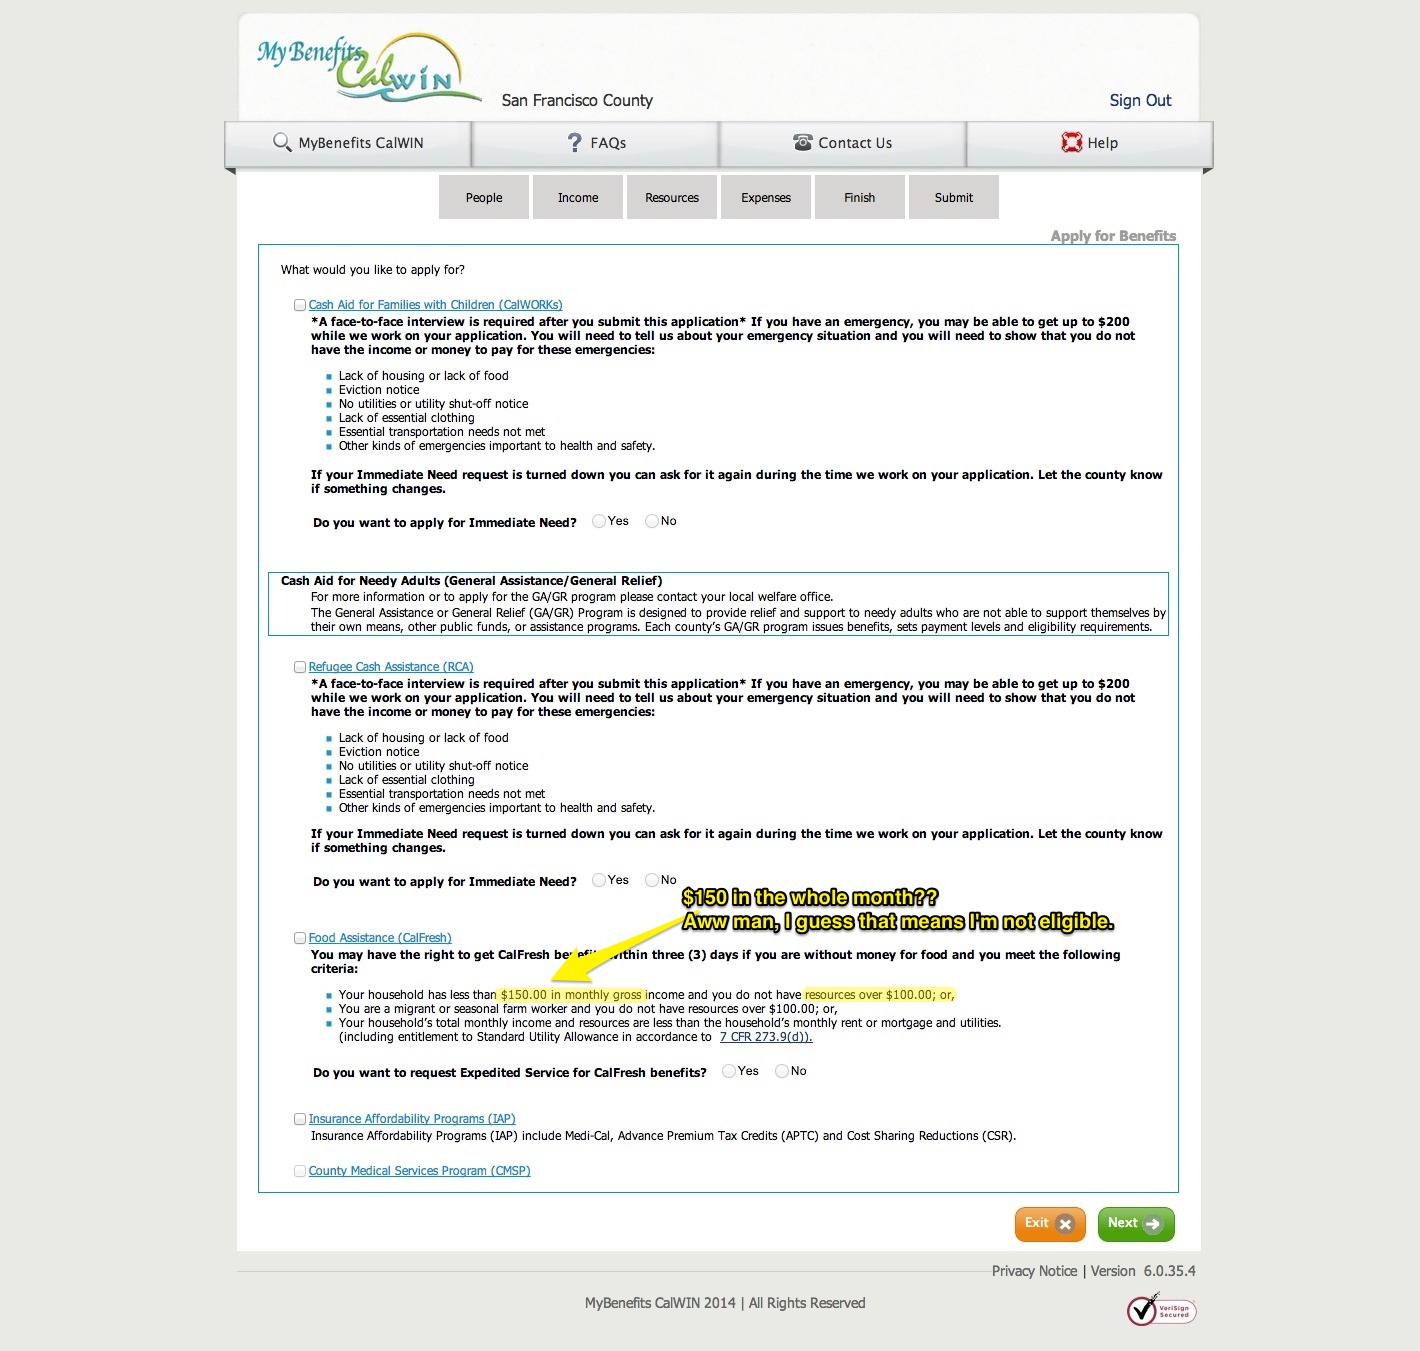 My Benefits
CalWIN
San Francisco County
Sign Out
MyBenefits CalWIN
FAQs
Contact Us
Help
People
Income
Resources
Expenses
Finish
Submit
Apply for Benefits
What would you like to apply for?
Cash Aid for Families with Children (CalWORKs)
*A face-to-face interview is required after you submit this application* If you have an emergency, you may be able to get up to $200
while we work on your application. You will need to tell us about your emergency situation and you will need to show that you do not
have the income or money to pay for these emergencies:
Lack of housing or lack of food
Eviction notice
No utilities or utility shut-off notice
Lack of essential clothing
Essential transportation needs not met
Other kinds of emergencies important to health and safety.
If your Immediate Need request is turned down you can ask for it again during the time we work on your application. Let the county know
if something changes.
Do you want to apply for Immediate Need? Yes No
Cash Aid for Needy Adults (General Assistance/General Relief)
For more information or to apply for the GA/GR program please contact your local welfare office.
The General Assistance or General Relief (GA/GR) Program is designed to provide relief and support to needy adults who are not able to support themselves by
their own means, other public funds, or assistance programs. Each county's GA/GR program issues benefits, sets payment levels and eligibility requirements.
Refugee Cash Assistance (RCA)
*A face-to-face interview is required after you submit this application* If you have an emergency, you may be able to get up to $200
while we work on your application. You will need to tell us about your emergency situation and you will need to show that you do not
have the income or money to pay for these emergencies:
Lack of housing or lack of food
Eviction notice
No utilities or utility shut-off notice
Lack of essential clothing
Essential transportation needs not met
Other kinds of emergencies important to health and safety.
If your Immediate Need request is turned down you can ask for it again during the time we work on your application. Let the county know
if something changes.
Do you want to apply for Immediate Need? Yes No
$150 in the whole month??
Aww man, I guess that means I'm not eligible.
Food Assistance (CalFresh)
You may have the right to get CalFresh benefits within three (3) days if you are without money for food and you meet the following
criteria:
Your household has less than $150.00 in monthly gross income and you do not have resources over $100.00; or,
You are a migrant or seasonal farm worker and you do not have resources over $100.00; or,
Your household's total monthly income and resources are less than the household's monthly rent or mortgage and utilities.
(including entitlement to Standard Utility Allowance in accordance to 7 CFR 273.9(d)).
Do you want to request Expedited Service for CalFresh benefits? Yes No
Insurance Affordability Programs (IAP)
Insurance Affordability Programs (IAP) include Medi-Cal, Advance Premium Tax Credits (APTC) and Cost Sharing Reductions (CSR).
County Medical Services Program (CMSP)
Exit
Next
Privacy Notice | Version 6.0.35.4
MyBenefits CalWIN 2014 | All Rights Reserved
VeriSign
Secured